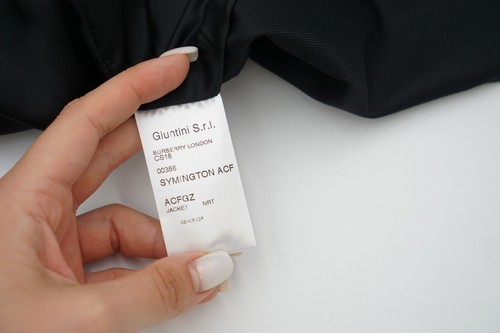 Giuntini S.r.l.
BURBERRY LONDON
CS18
00386
SYMINGTON ACF
ACFGZ
JACKET NRT